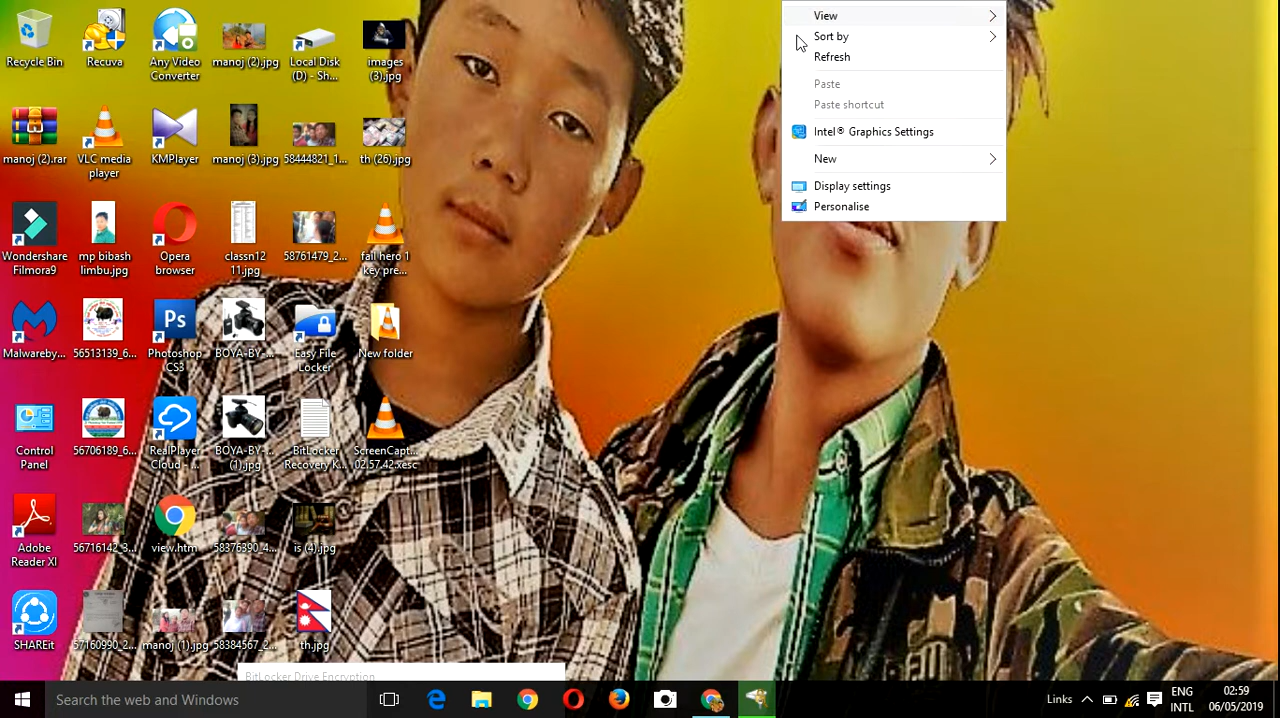 Recycle Bin
Recuva
Any Video
Converter
manoj (2).jpg
Local Disk
(D) - Sh...
images
(3).jpg
manoj (2).rar
VLC media
player
KMPlayer
manoj (3).jpg
58444821_1...
th (26).jpg
Wondershare
Filmora9
mp bibash
limbu.jpg
Opera
browser
classn12
11.jpg
58761479_2...
fail hero 1
key pre...
Malwareby...
56513139_6...
Ps
Photoshop
CS3
BOYA-BY-...
Easy File
Locker
New folder
Control
Panel
56706189_6...
RealPlayer
Cloud - ...
BOYA-BY-...
(1).jpg
BitLocker
Recovery K...
ScreenCapt...
02.57.42.xesc
Adobe
Reader XI
56716142_3...
view.htm
58376390_4...
is (4).jpg
SHAREit
57160990_2...
manoj (1).jpg
58384567_2...
th.jpg
View
Sort by
Refresh
Paste
Paste shortcut
Intel® Graphics Settings
New
Display settings
Personalise
BitLocker Drive Encryption
Search the web and Windows
Links
ENG
INTL
02:59
06/05/2019